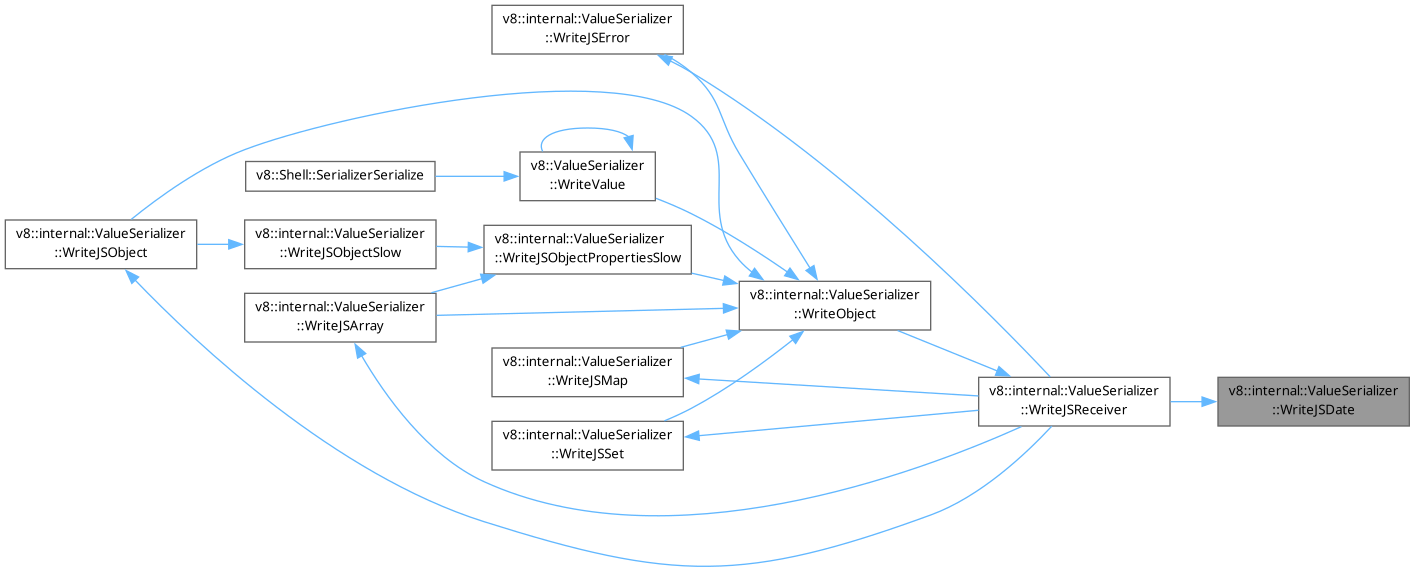 v8::internal::ValueSerializer
::WriteJSError
v8::ValueSerializer
::WriteValue
v8::Shell::SerializerSerialize
v8::internal::ValueSerializer
::WriteJSObject
v8::internal::ValueSerializer
::WriteJSObjectSlow
v8::internal::ValueSerializer
::WriteJSObjectPropertiesSlow
v8::internal::ValueSerializer
::WriteObject
v8::internal::ValueSerializer
::WriteJSArray
v8::internal::ValueSerializer
::WriteJSMap
v8::internal::ValueSerializer
::WriteJSReceiver
v8::internal::ValueSerializer
::WriteJSDate
v8::internal::ValueSerializer
::WriteJSSet